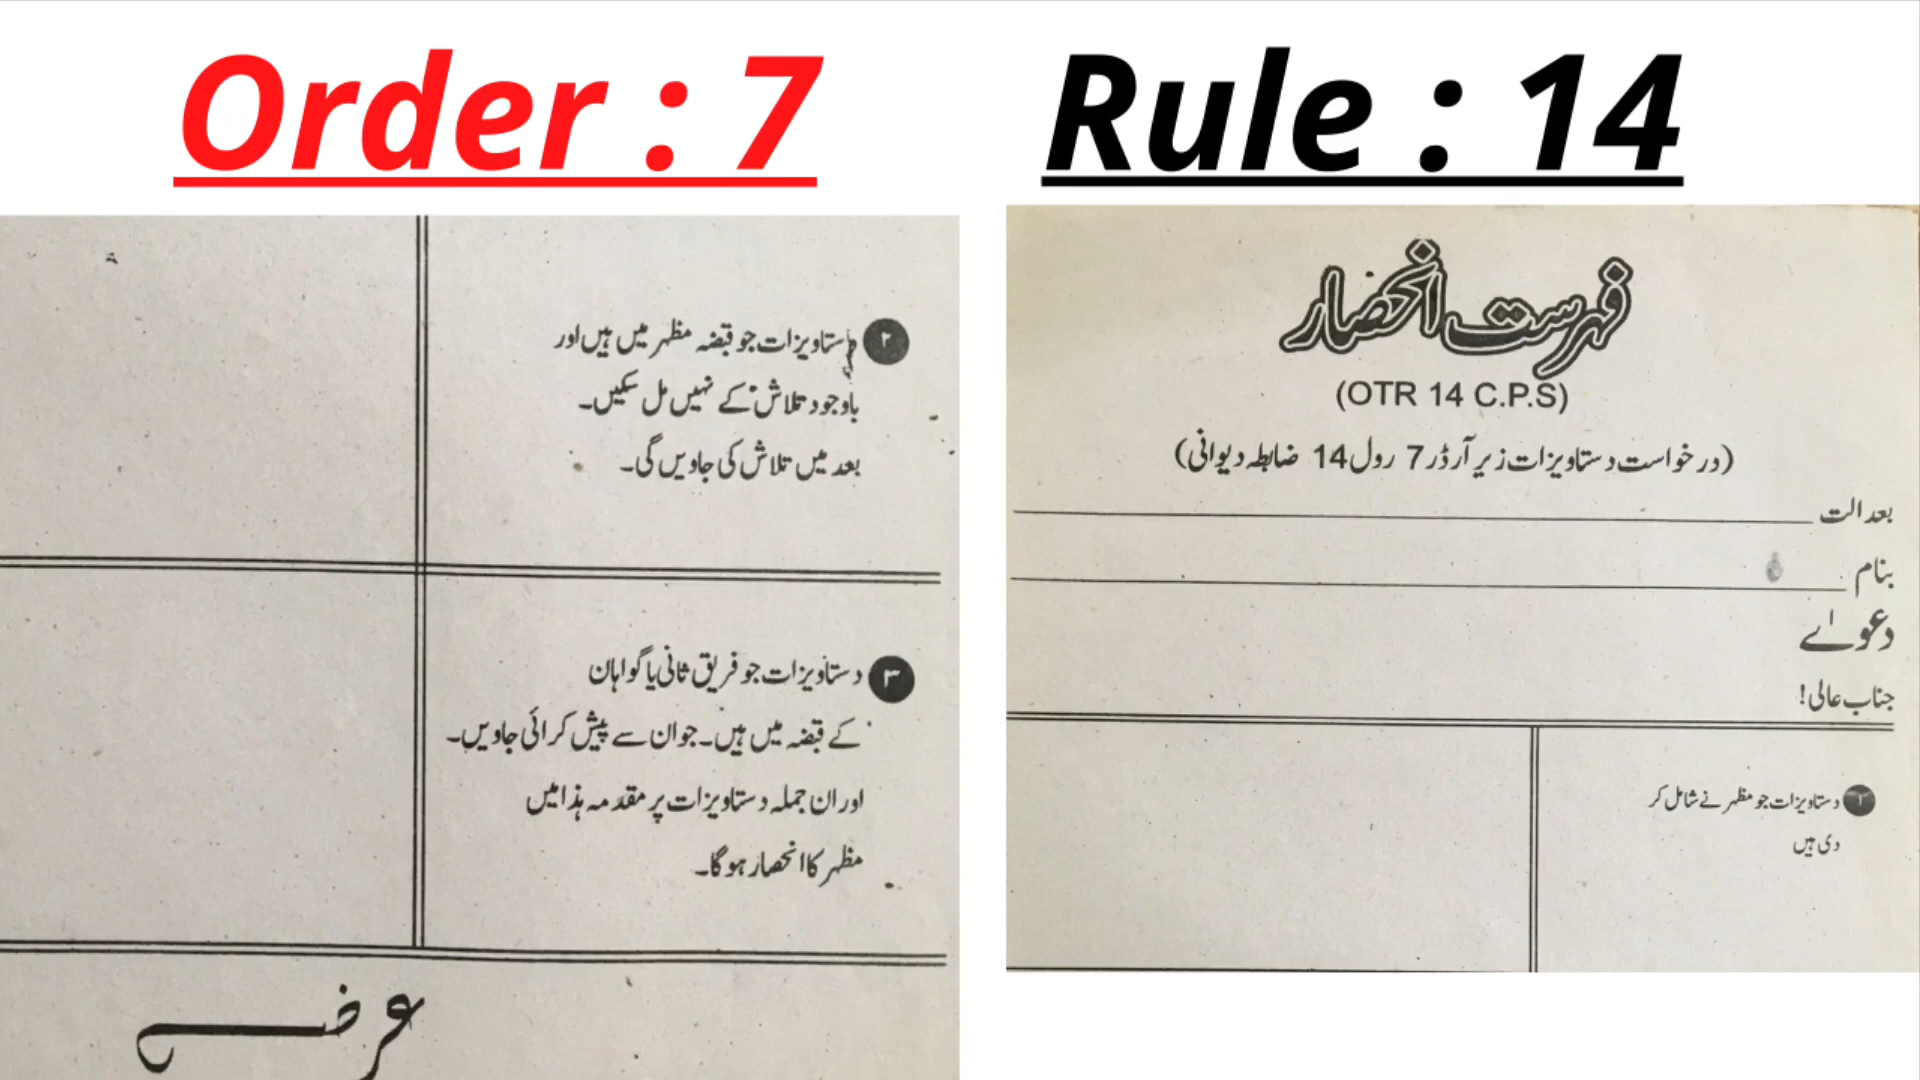 Order : 7
Rule : 14
فہرست انحصار
(OTR 14 C.P.S)
(درخواست دستاویزات زیر آرڈر 7 رول 14 ضابطہ دیوانی)
بعدالت
بنام
دعوےٰ
جناب عالی!
۱ دستاویزات جو مظہر نے شامل کر
دی ہیں
۲ دستاویزات جو قبضہ مظہر میں ہیں اور
باوجود تلاش کے نہیں مل سکیں۔
بعد میں تلاش کی جاویں گی۔
۳ دستاویزات جو فریق ثانی یا گواہان
کے قبضہ میں ہیں۔ جو ان سے پیش کرائی جاویں۔
اور ان جملہ دستاویزات پر مقدمہ ہذا میں
مظہر کا انحصار ہوگا۔
عرضے